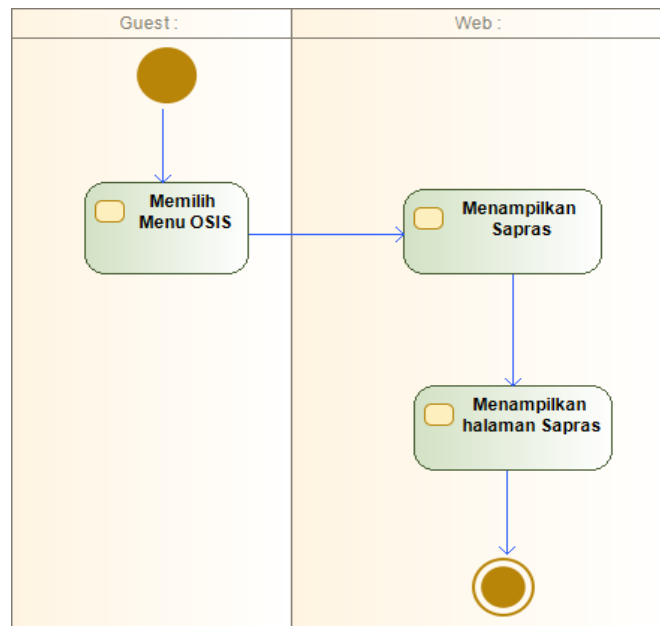 Guest :
Web :
Memilih
Menu OSIS
Menampilkan
Sapras
Menampilkan
halaman Sapras